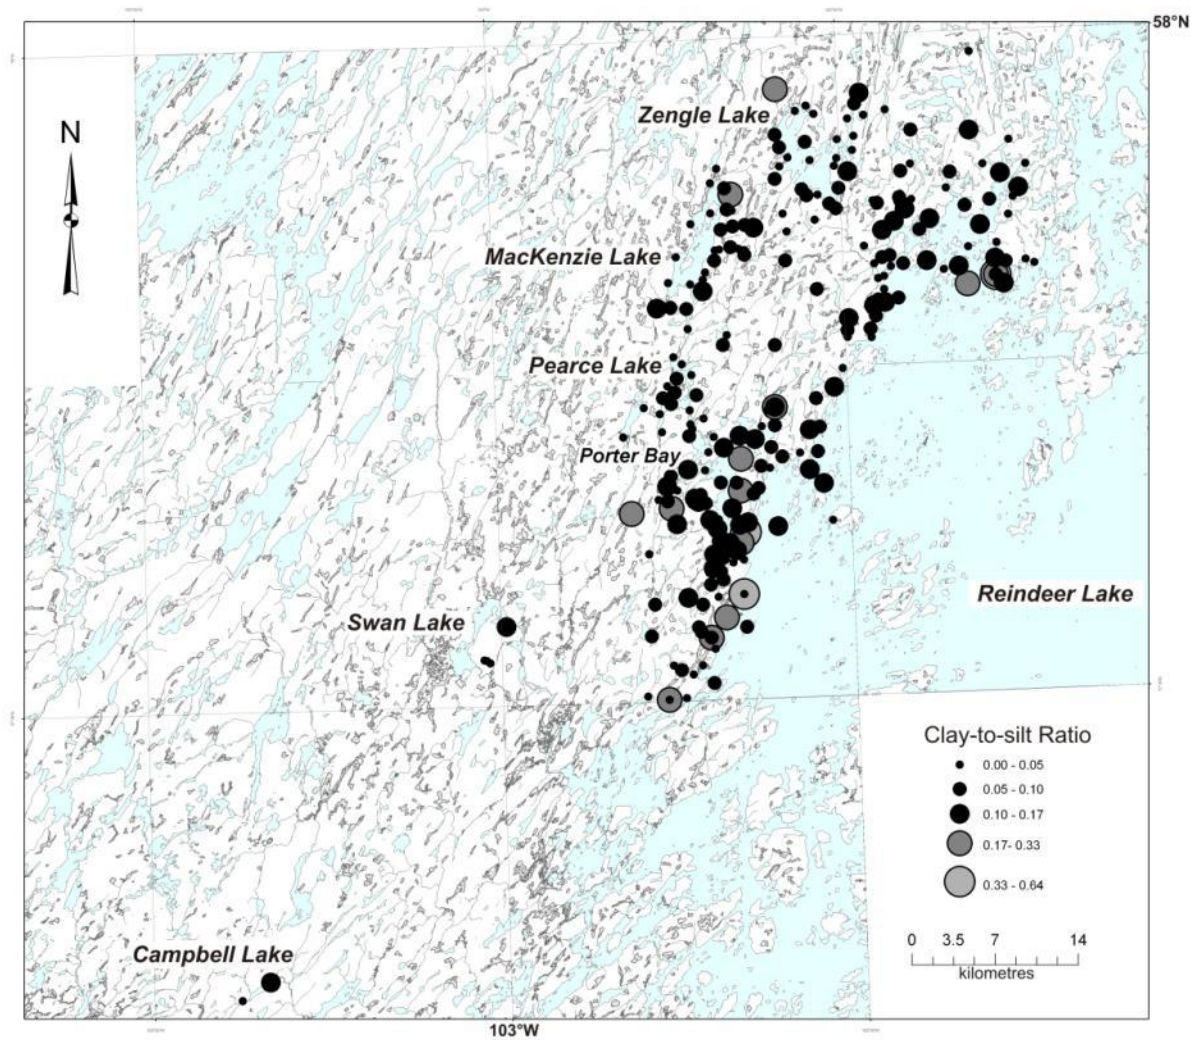 58°N
N
Zengle Lake
MacKenzie Lake
Pearce Lake
Porter Bay
Reindeer Lake
Swan Lake
Clay-to-silt Ratio
0.00 - 0.05
0.05 - 0.10
0.10 - 0.17
0.17- 0.33
0.33 - 0.64
Campbell Lake
0 3.5 7 14
kilometres
103°W